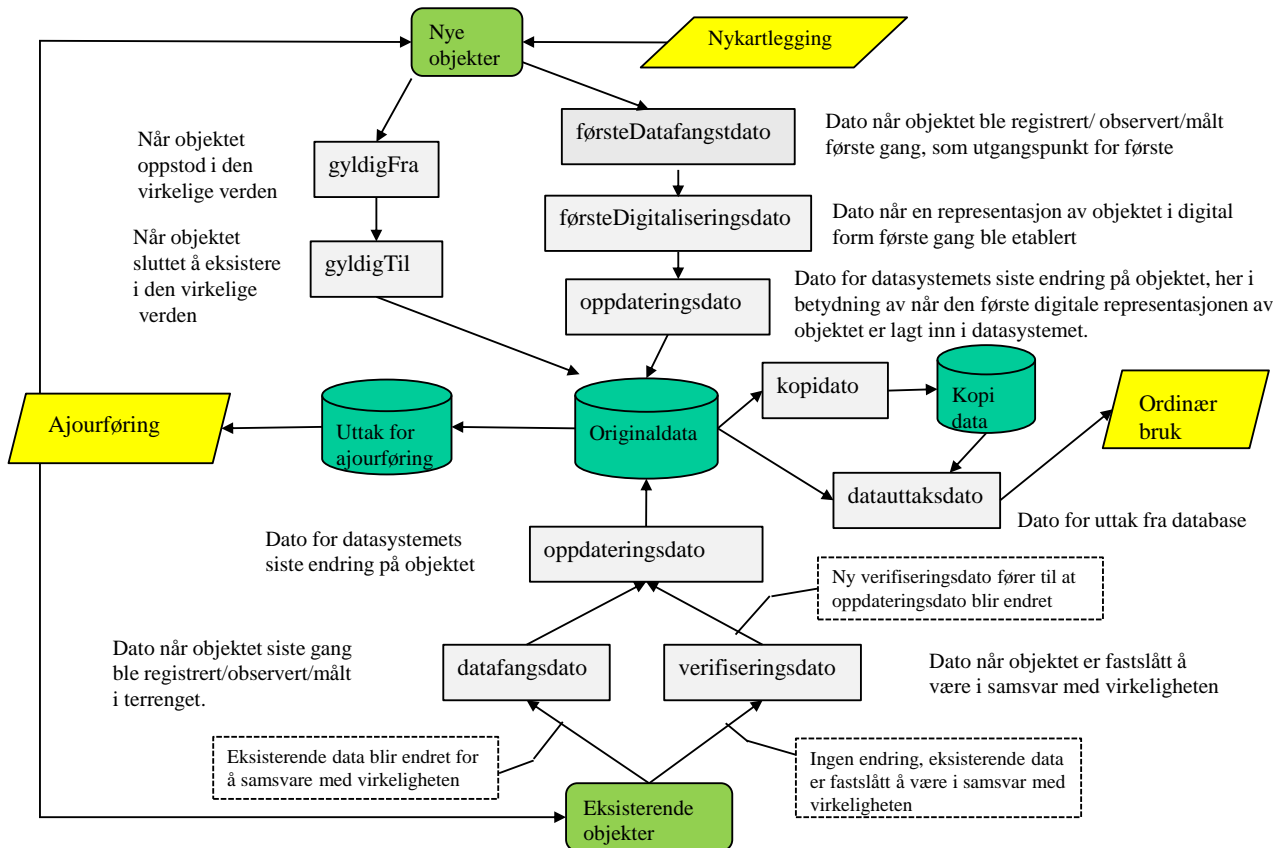 Nye
objekter
Nykartlegging
Når objektet
oppstod i den
virkelige verden
gyldigFra
førsteDatafangstdato
Dato når objektet ble registrert/ observert/målt
første gang, som utgangspunkt for første
førsteDigitaliseringsdato
Dato når en representasjon av objektet i digital
form første gang ble etablert
Når objektet
sluttet å eksistere
i den virkelige
verden
gyldigTil
oppdateringsdato
Dato for datasystemets siste endring på objektet, her i
betydning av når den første digitale representasjonen av
objektet er lagt inn i datasystemet.
Ajourføring
Uttak for
ajourføring
Originaldata
kopidato
Kopi
data
Ordinær
bruk
datauttaksdato
Dato for uttak fra database
Dato for datasystemets
siste endring på objektet
oppdateringsdato
Ny verifiseringsdato fører til at
oppdateringsdato blir endret
Dato når objektet siste gang
ble registrert/observert/målt
i terrenget.
datafangsdato
verifiseringsdato
Dato når objektet er fastslått å
være i samsvar med virkeligheten
Eksisterende data blir endret for
å samsvare med virkeligheten
Ingen endring, eksisterende data
er fastslått å være i samsvar med
virkeligheten
Eksisterende
objekter